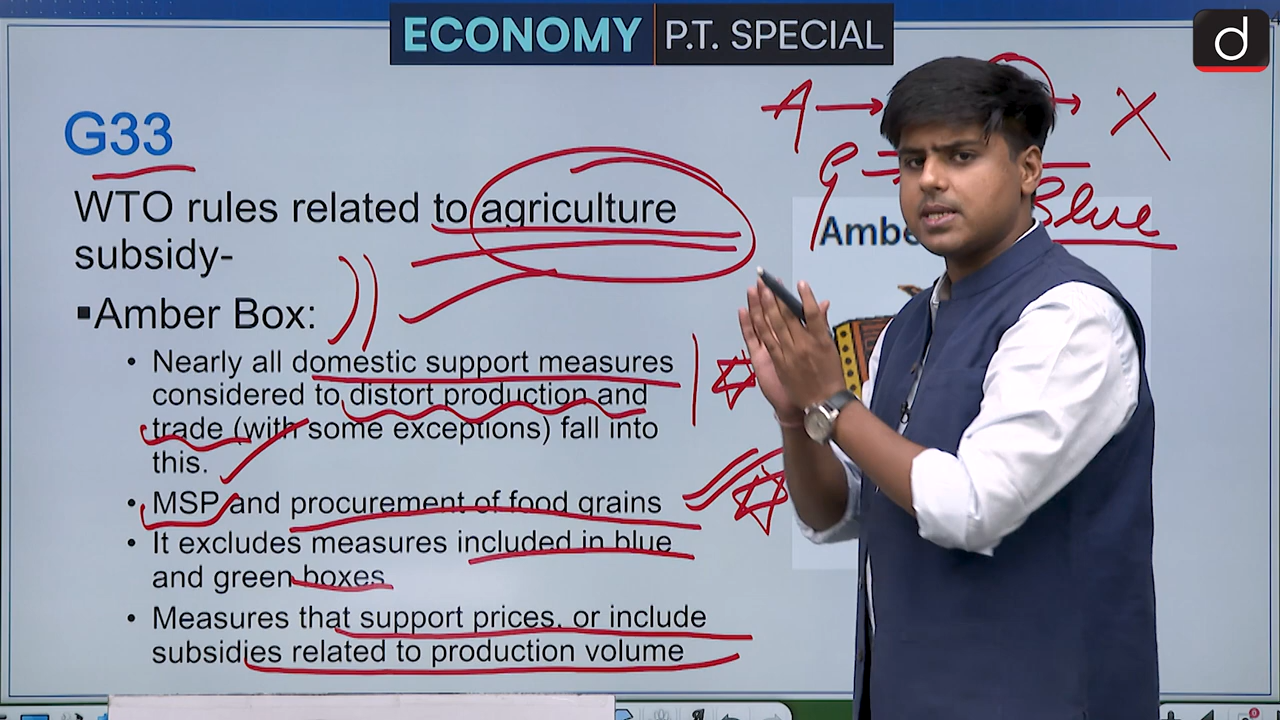 ECONOMY P.T. SPECIAL
d
G33
A → → X
G
Blue
WTO rules related to agriculture
subsidy-
▪Amber Box:
• Nearly all domestic support measures
considered to distort production and
trade (with some exceptions) fall into
this.
• MSP and procurement of food grains
• It excludes measures included in blue
and green boxes.
• Measures that support prices, or include
subsidies related to production volume